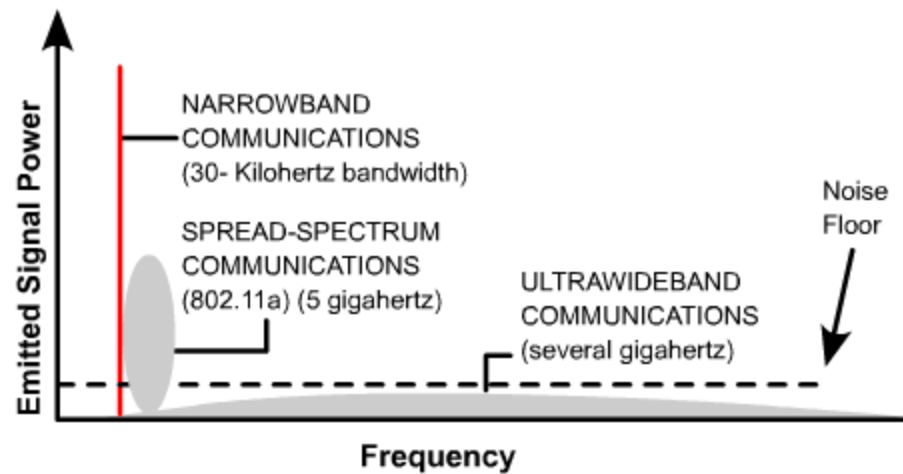 Emitted Signal Power
NARROWBAND
COMMUNICATIONS
(30- Kilohertz bandwidth)
SPREAD-SPECTRUM
COMMUNICATIONS
(802.11a) (5 gigahertz)
ULTRAWIDEBAND
COMMUNICATIONS
(several gigahertz)
Noise
Floor
Frequency